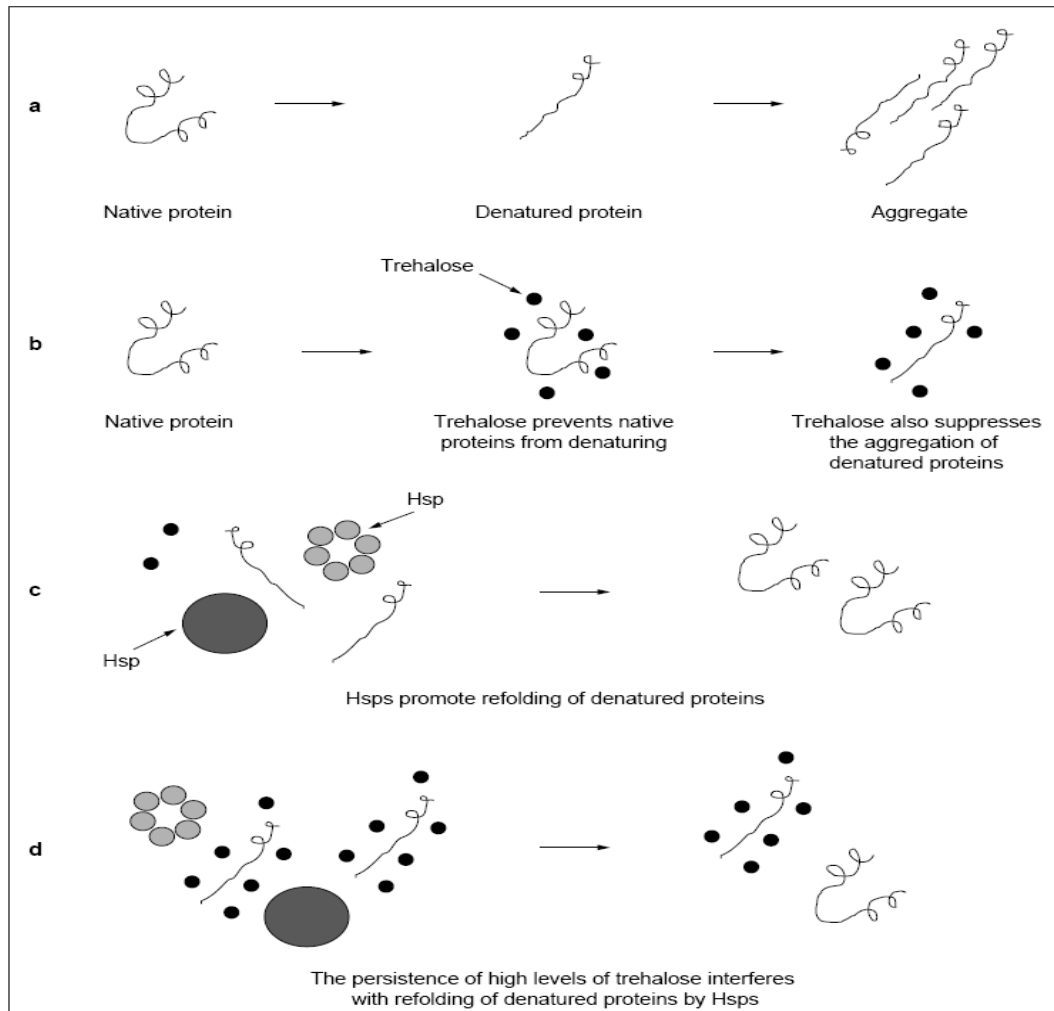 a
Native protein
Denatured protein
Aggregate
Trehalose
b
Native protein
Trehalose prevents native
proteins from denaturing
Trehalose also suppresses
the aggregation of
denatured proteins
Hsp
c
Hsp
Hsps promote refolding of denatured proteins
d
The persistence of high levels of trehalose interferes
with refolding of denatured proteins by Hsps